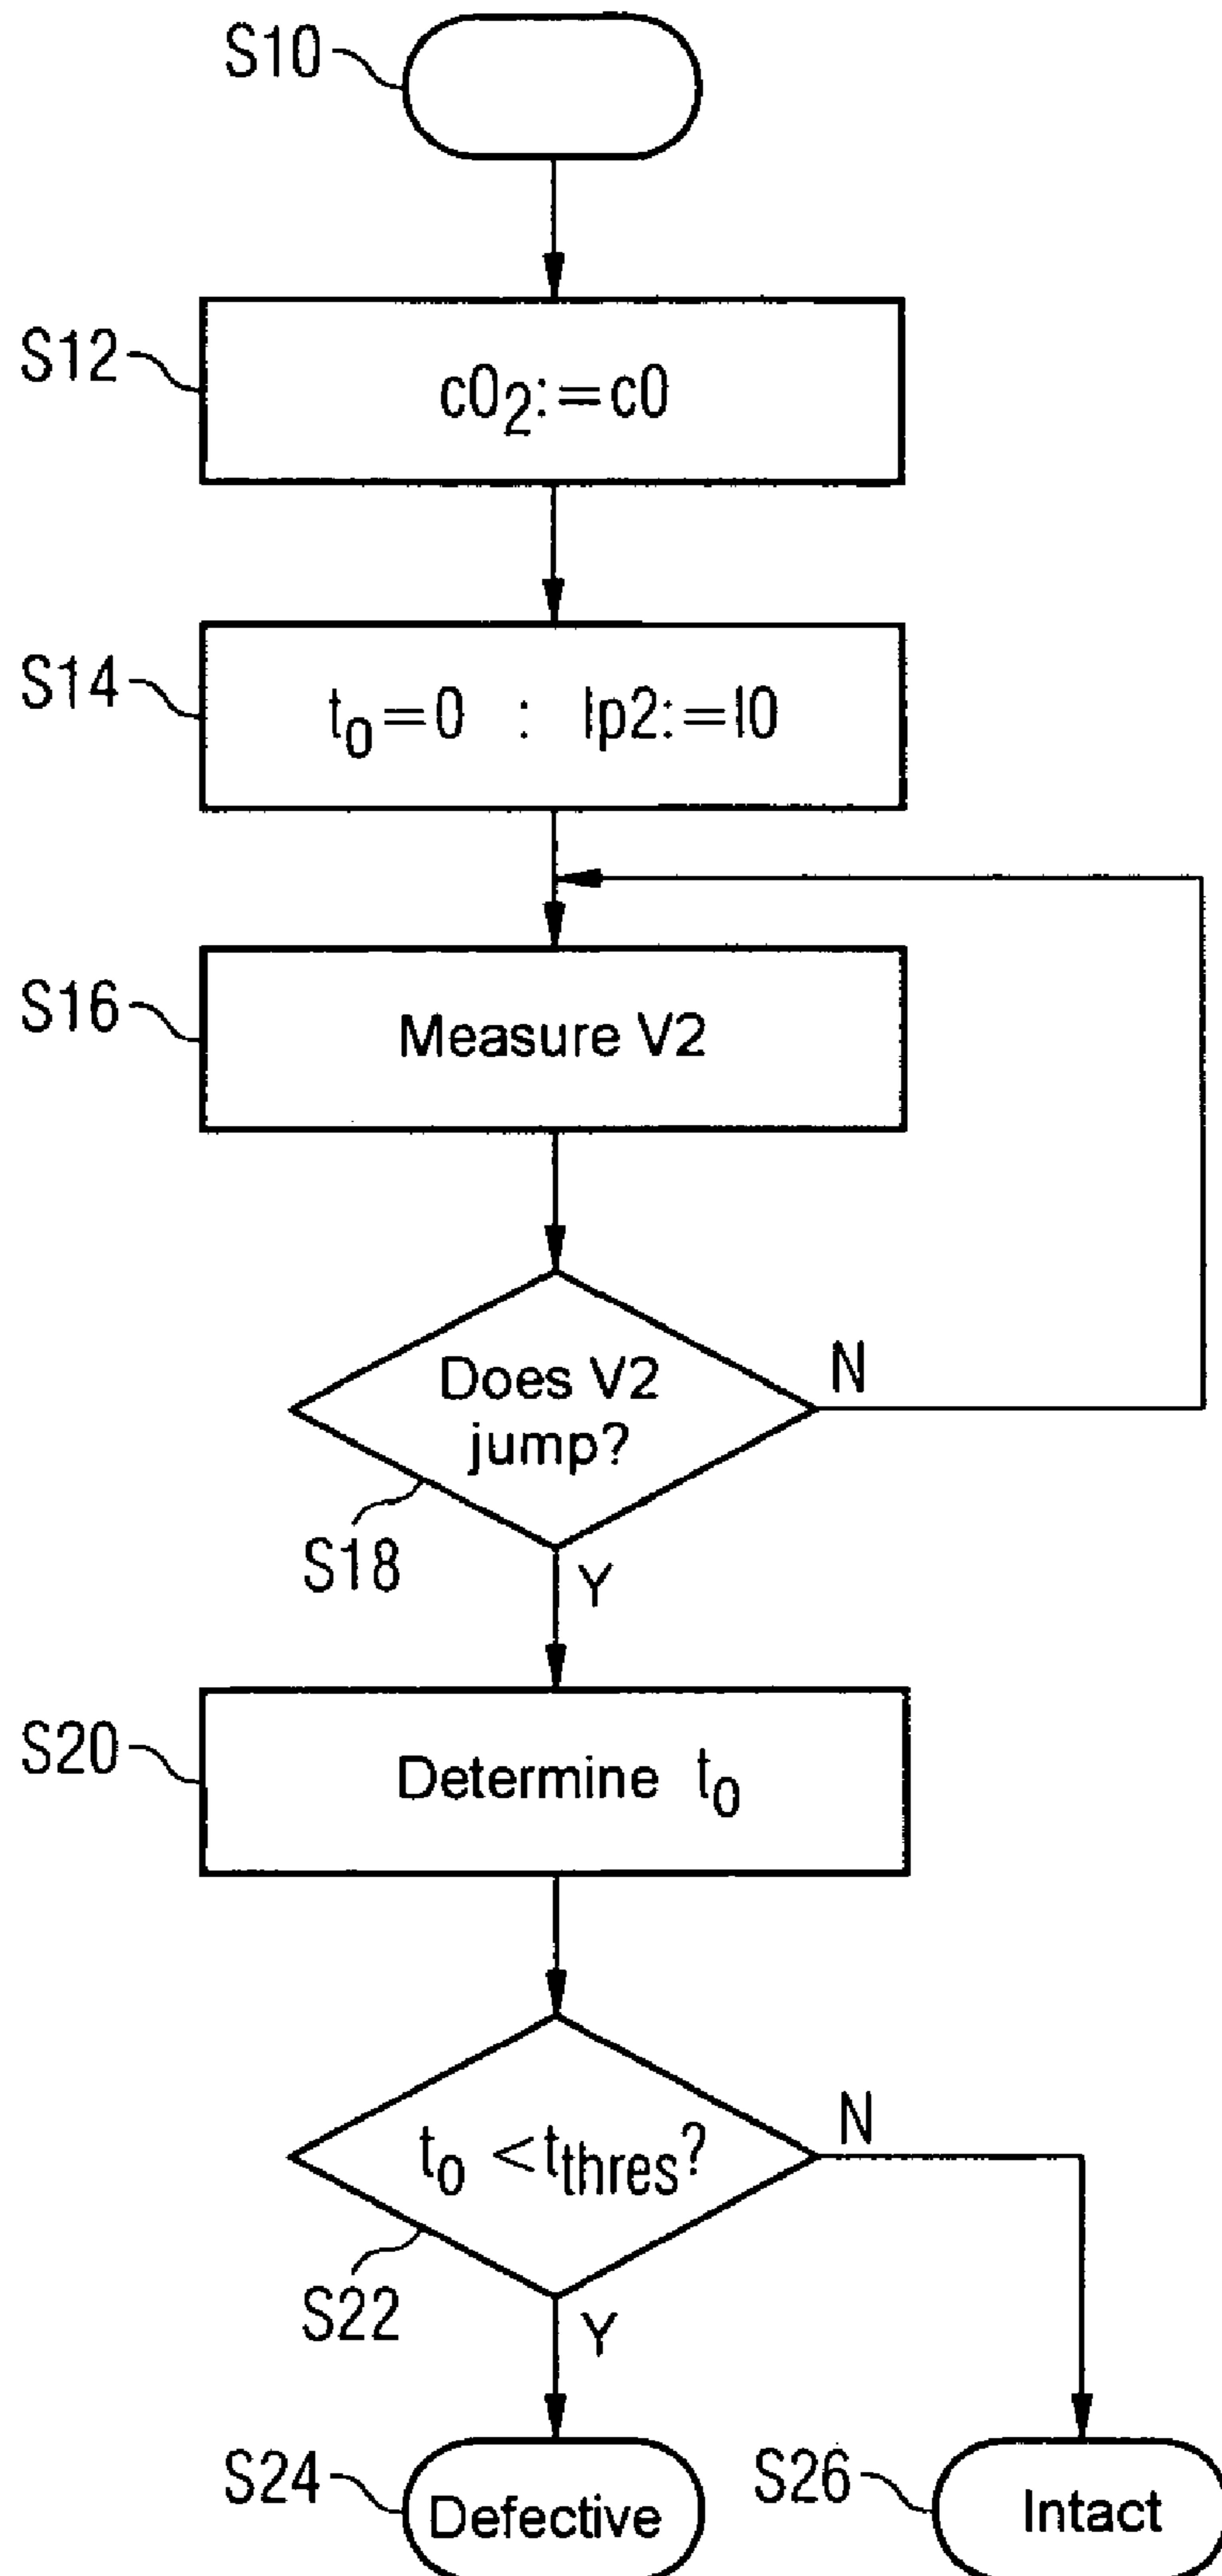 S10
S12
c0₂:=c0
S14
t₀=0 : Ip2:=I0
S16
Measure V2
Does V2
jump?
N
S18
Y
S20
Determine t₀
t₀ <t_thres?
N
S22
Y
S24
Defective
S26
Intact